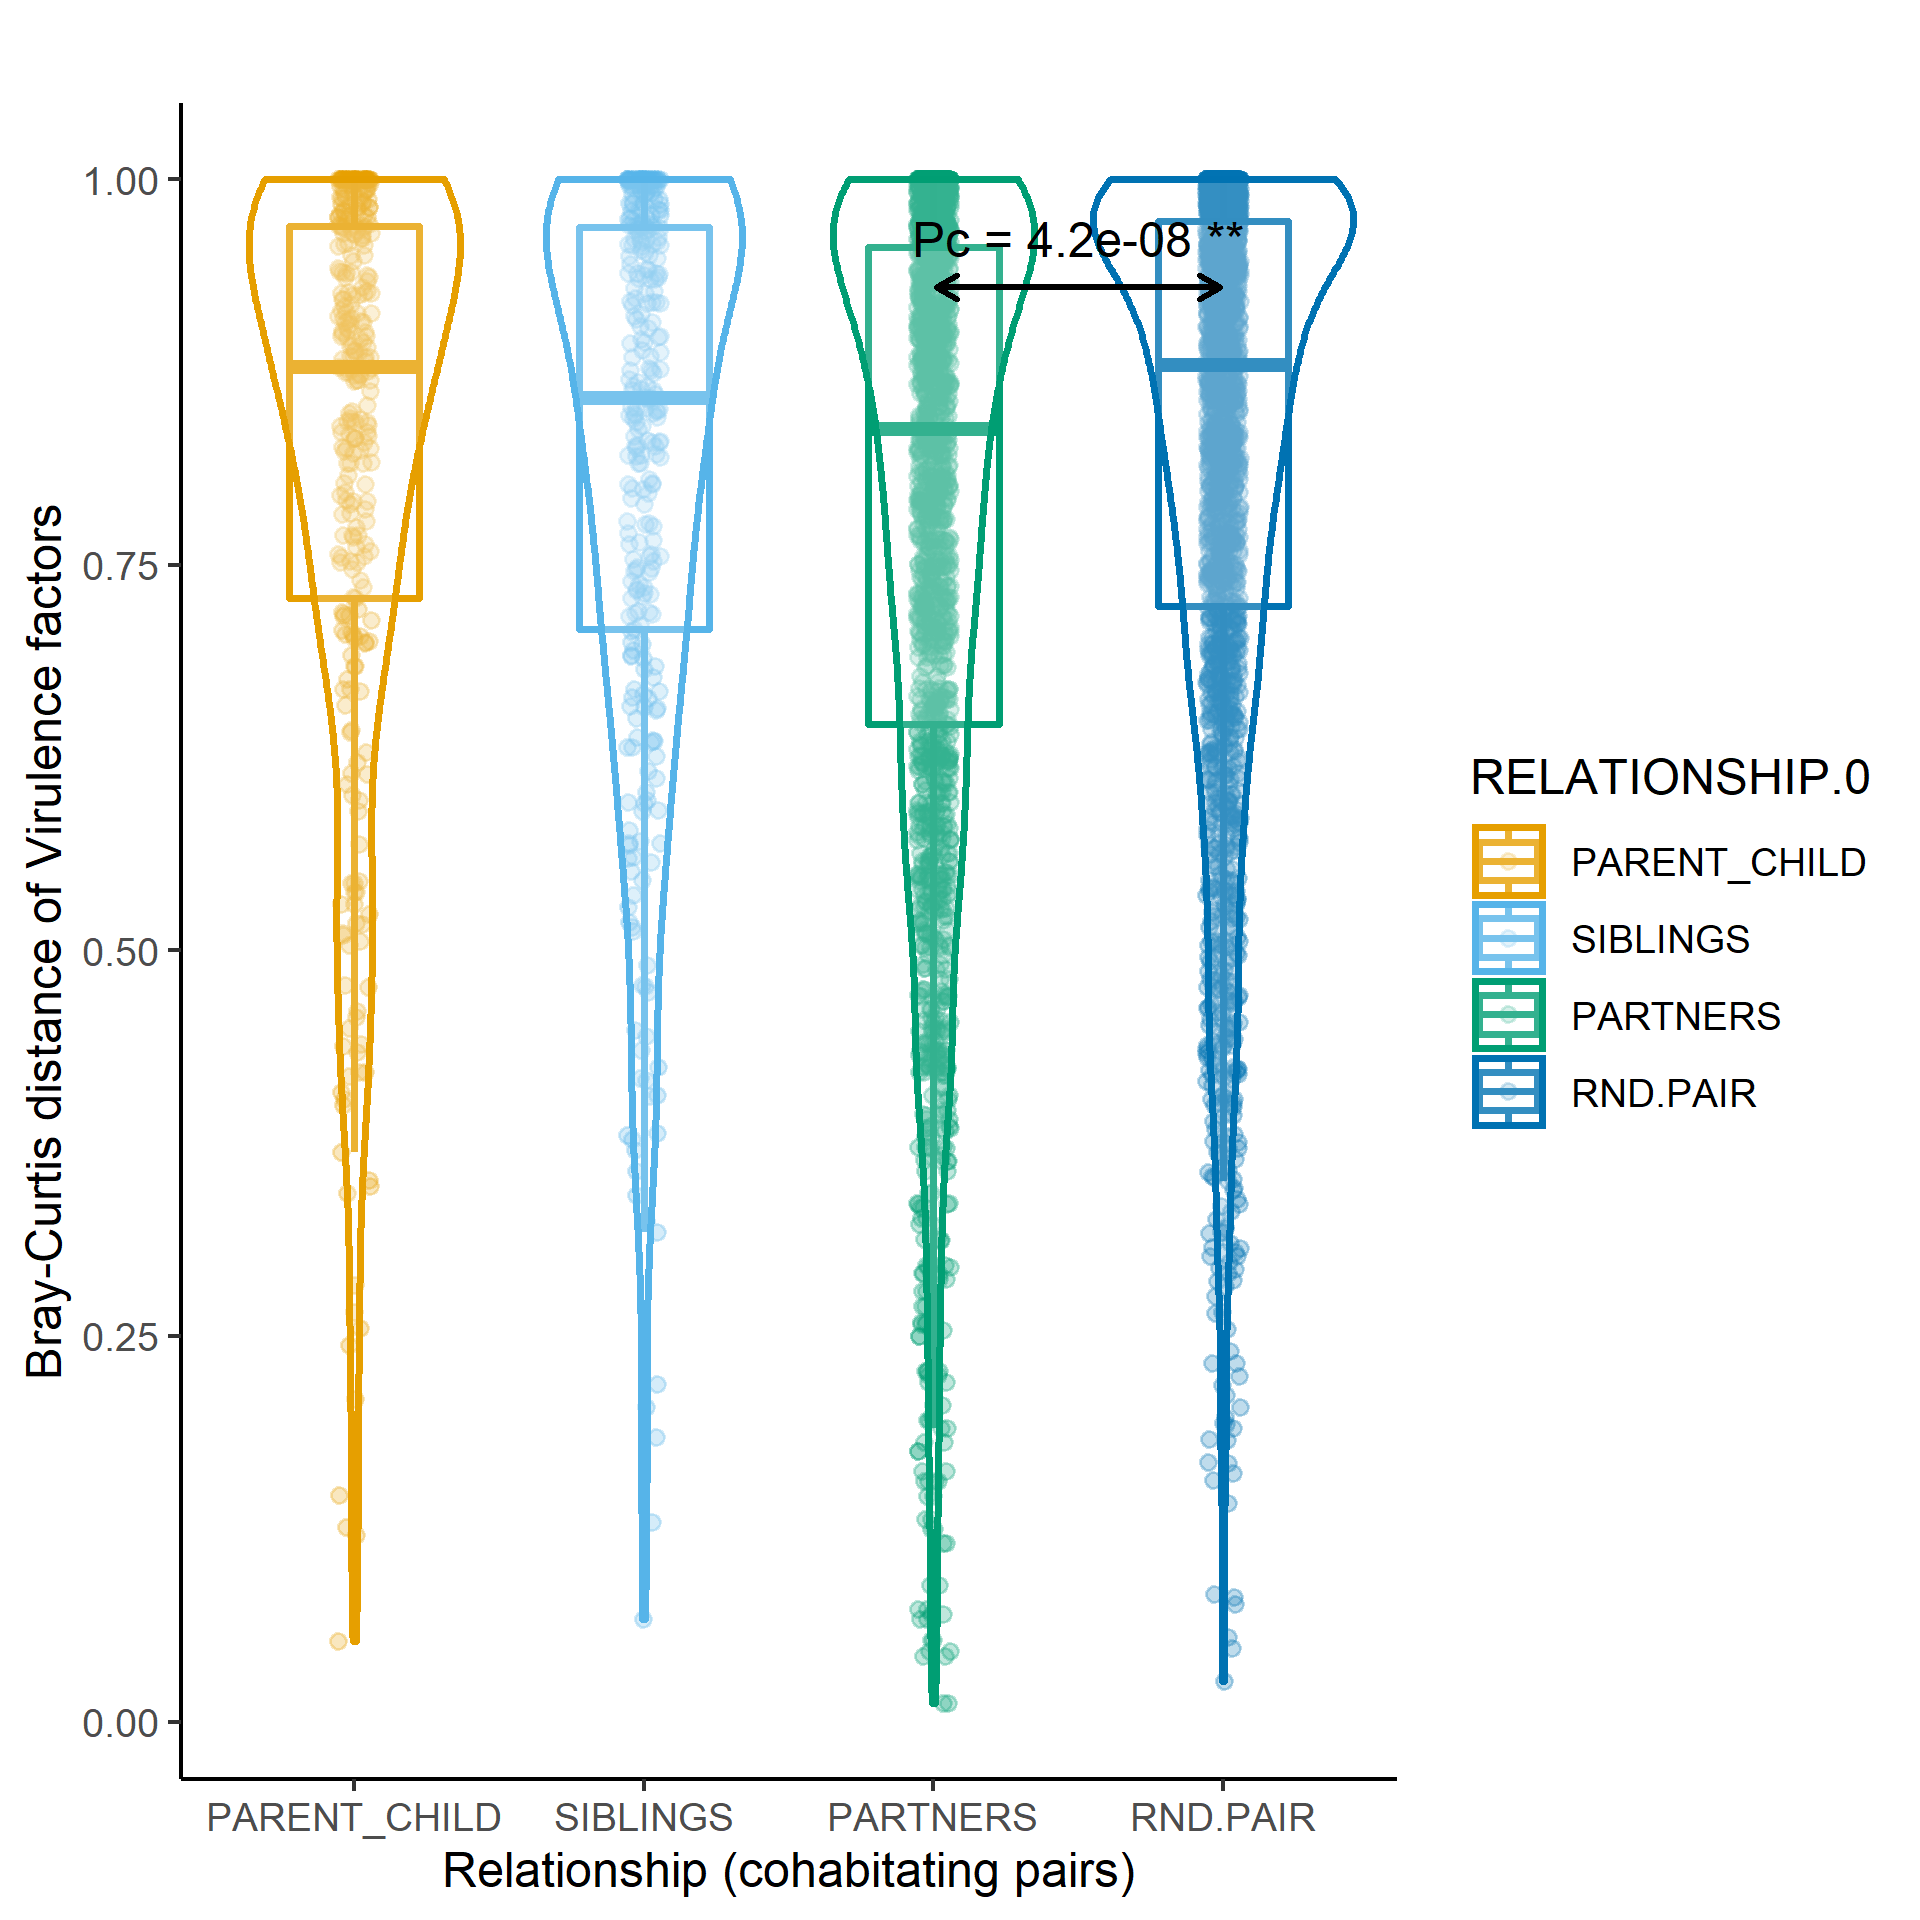 Bray-Curtis distance of Virulence factors
1.00
0.75
0.50
0.25
0.00
Pc = 4.2e-08 **
PARENT_CHILD
SIBLINGS
PARTNERS
RND.PAIR
Relationship (cohabitating pairs)
RELATIONSHIP.0
PARENT_CHILD
SIBLINGS
PARTNERS
RND.PAIR